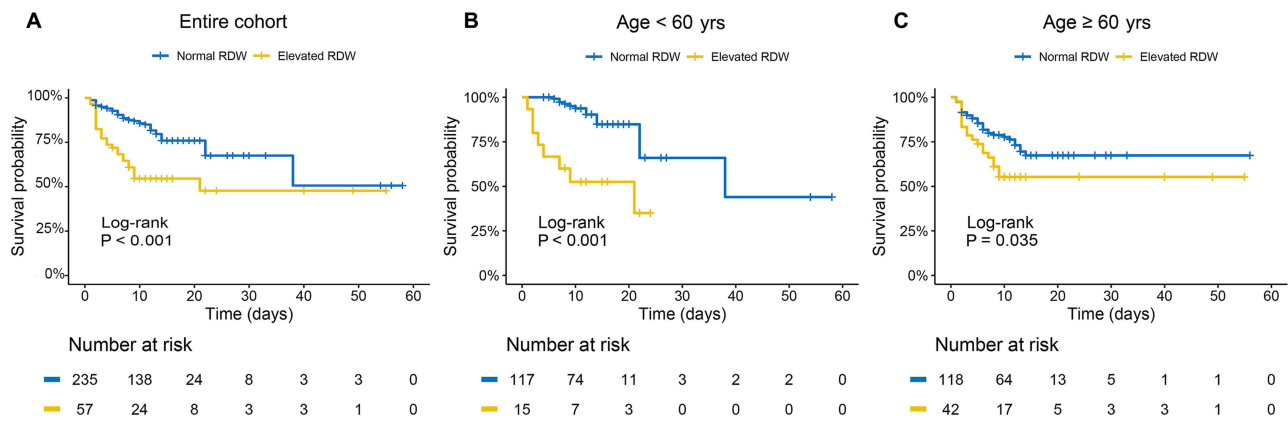 A Entire cohort
Normal RDW Elevated RDW
100%
75%
50%
25%
0%
Survival probability
Log-rank
P < 0.001
0 10 20 30 40 50 60
Time (days)
Number at risk
235 138 24 8 3 3 0
57 24 8 3 3 1 0
B Age < 60 yrs
Normal RDW Elevated RDW
100%
75%
50%
25%
0%
Survival probability
Log-rank
P < 0.001
0 10 20 30 40 50 60
Time (days)
Number at risk
117 74 11 3 2 2 0
15 7 3 0 0 0 0
C Age ≥ 60 yrs
Normal RDW Elevated RDW
100%
75%
50%
25%
0%
Survival probability
Log-rank
P = 0.035
0 10 20 30 40 50 60
Time (days)
Number at risk
118 64 13 5 1 1 0
42 17 5 3 3 1 0